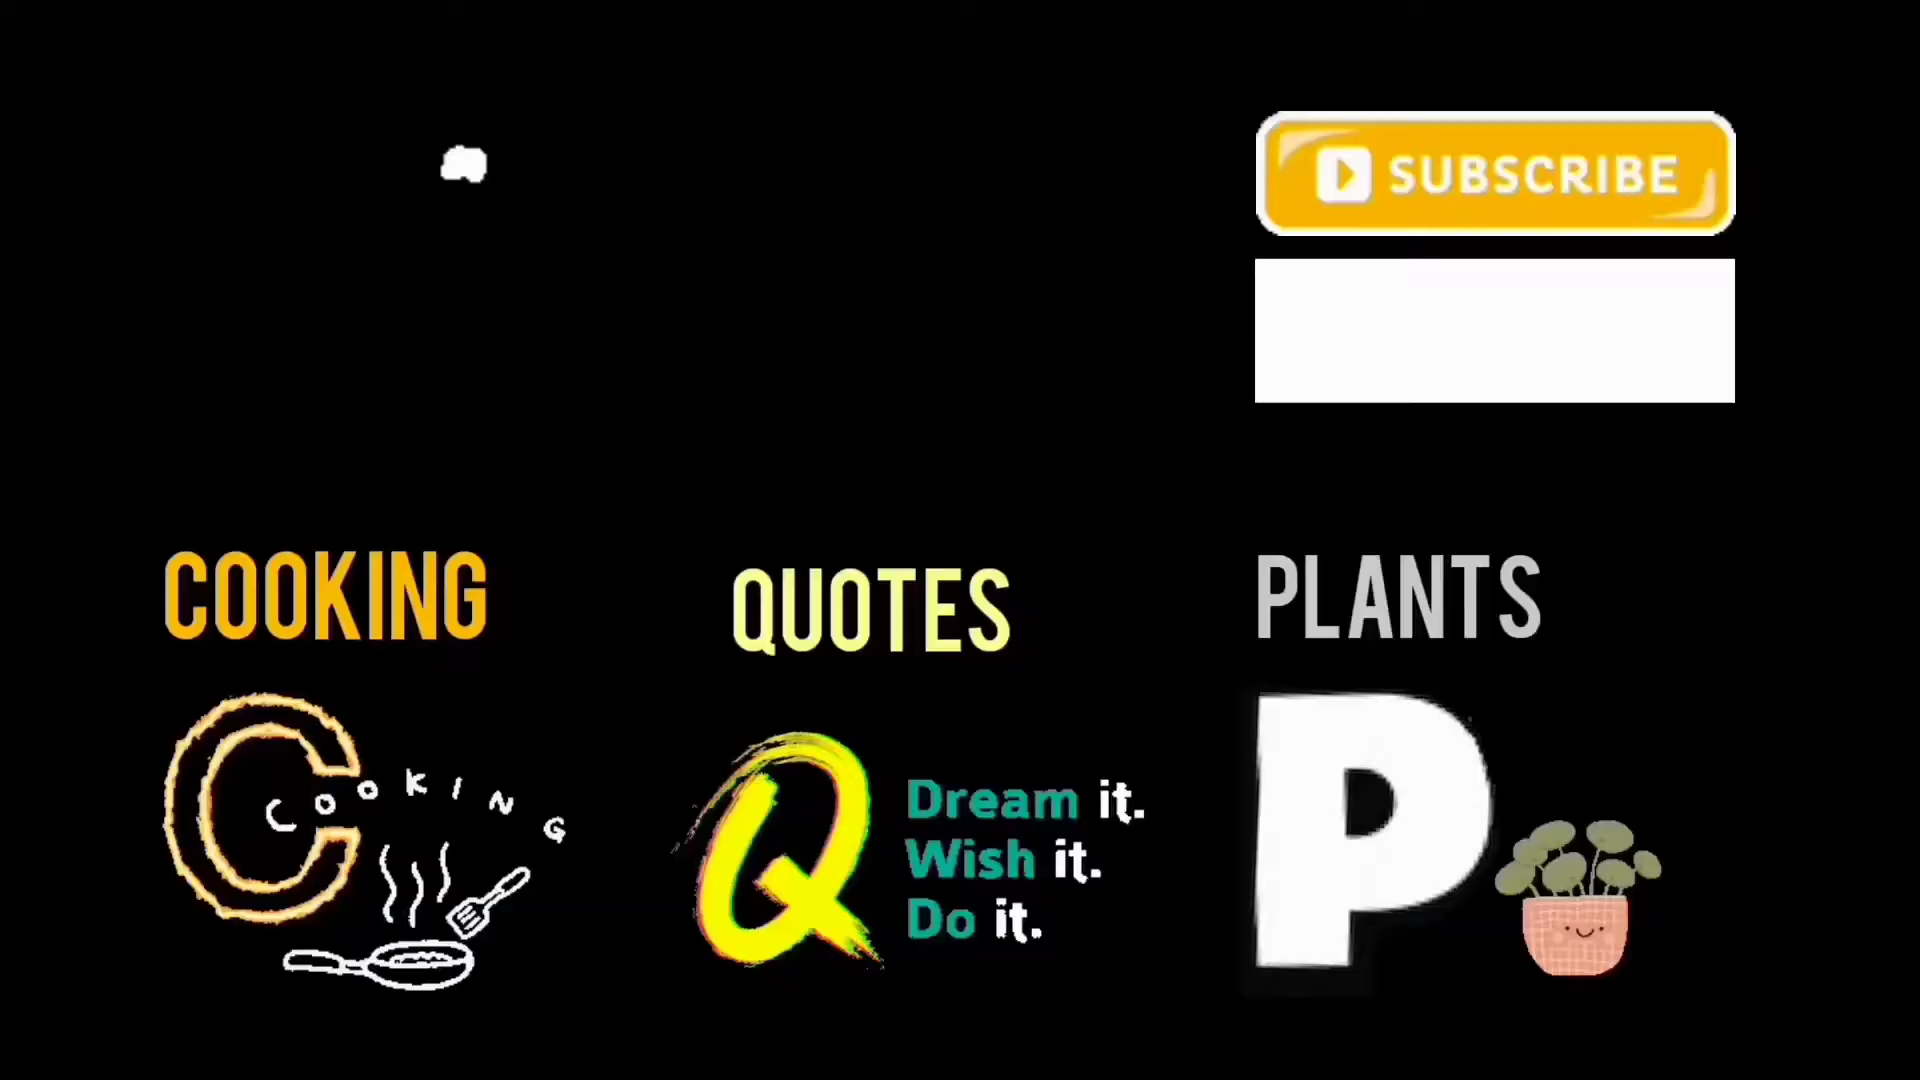 SUBSCRIBE
COOKING
QUOTES
PLANTS
C
COOKING
Q
Dream it.
Wish it.
Do it.
P